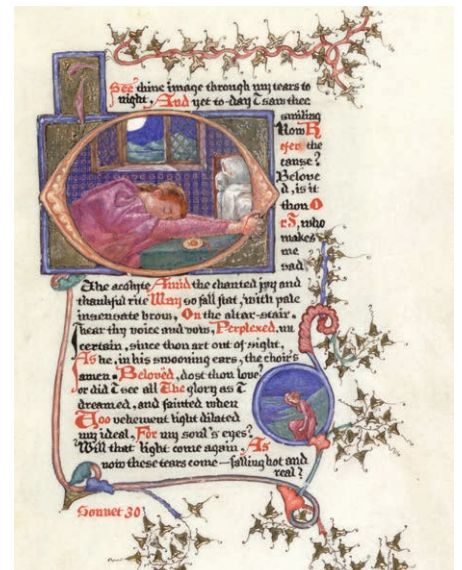 I See thine image through my tears to
night, And yet to-day I saw thee
smiling
How R
efer the
cause?
Belove
d, is it
thou O
r I, who
makes
me
sad
The acolyte Amid the chanted joy and
thankful rite May so fall flat, with pale
insensate brow, On the altar-stair.
I hear thy voice and vow, Perplexed, un
certain, since thou art out of sight,
As he, in his swooning ears, the choir's
amen. Beloved, dost thou love?
or did I see all The glory as I
dreamed, and fainted when
Too vehement light dilated
my ideal, For my soul's eyes?
Will that light come again, As
now these tears come—falling hot and
real?
Sonnet 30